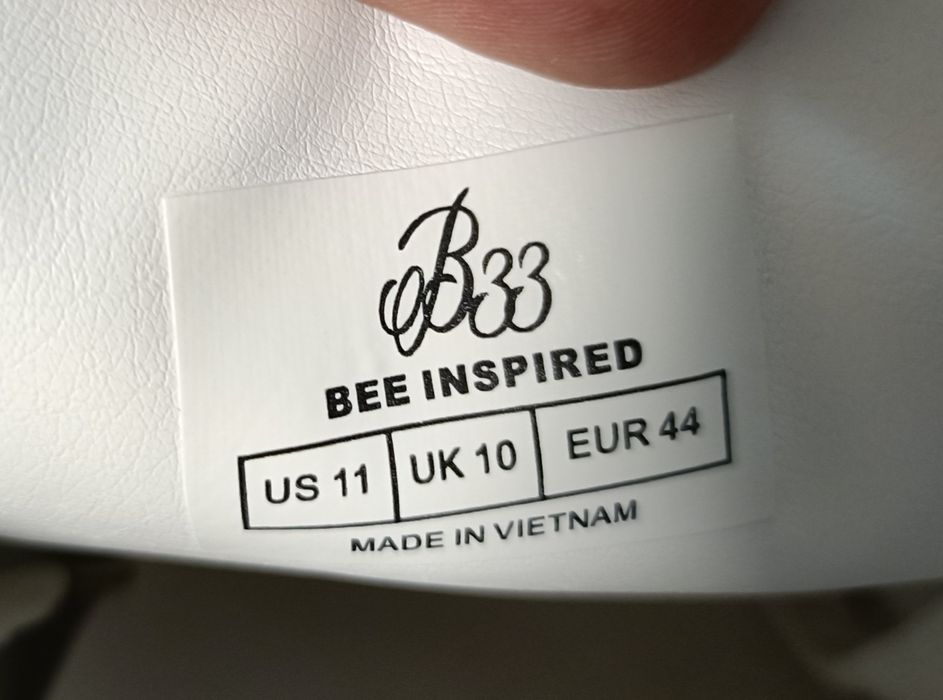 B33
BEE INSPIRED
US 11 UK 10 EUR 44
MADE IN VIETNAM